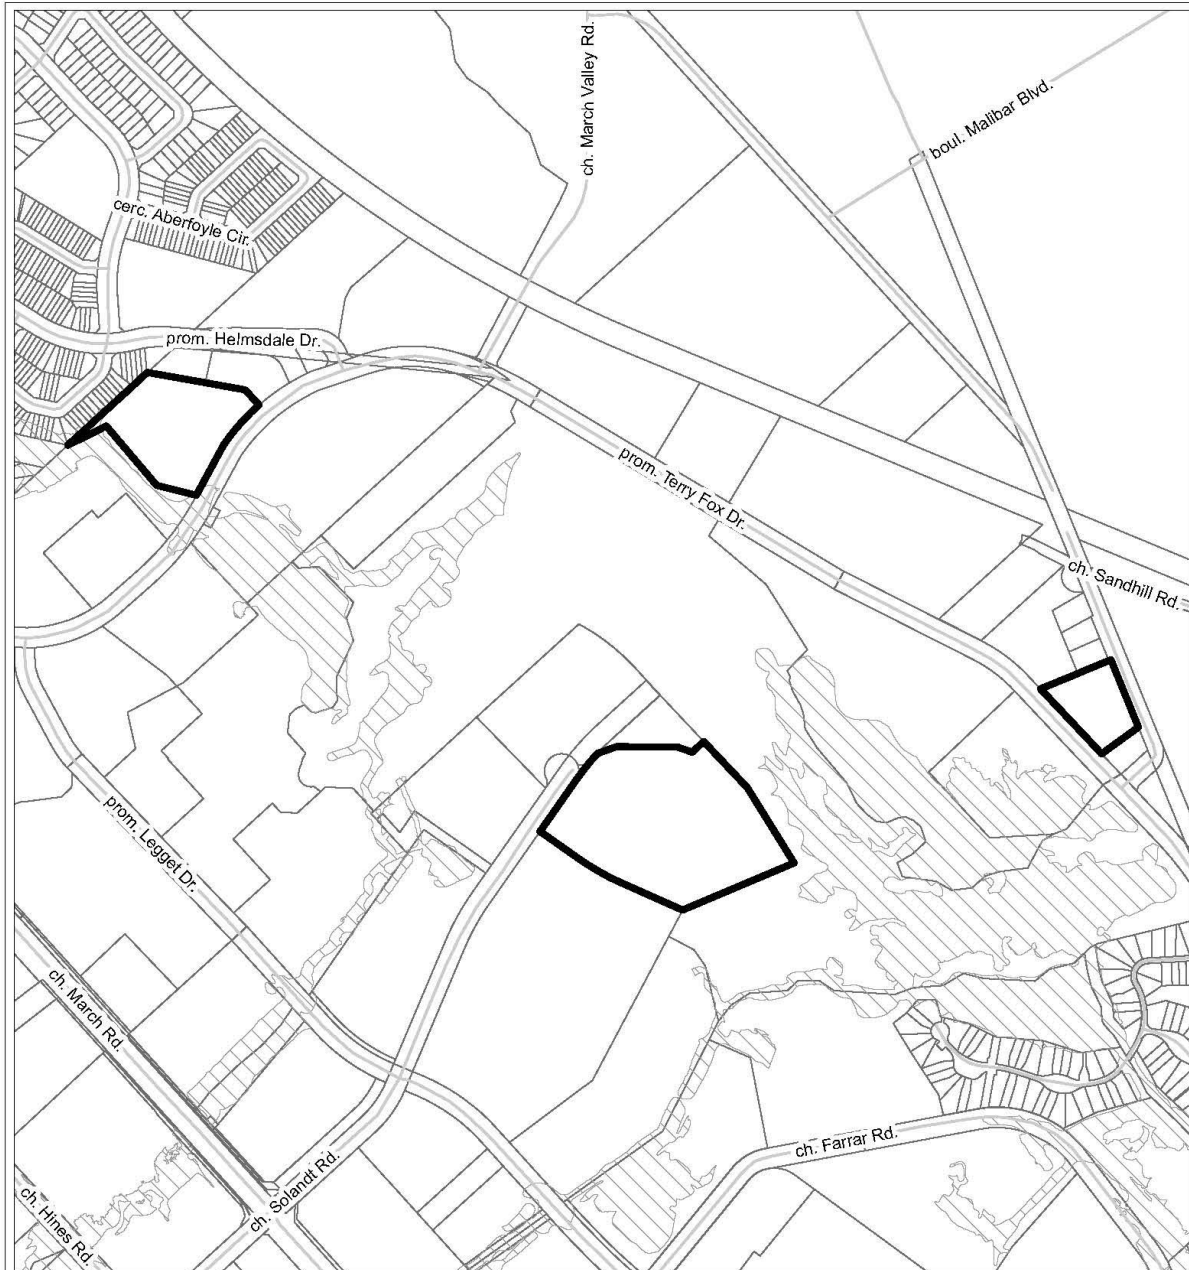 ch. March Valley Rd.
boul. Malibar Blvd.
cerc. Aberfoyle Cir.
prom. Helmsdale Dr.
prom. Terry Fox Dr.
ch. Sandhill Rd.
prom. Legget Dr.
ch. March Rd.
ch. Farrar Rd.
ch. Solandt Rd.
ch. Hines Rd.